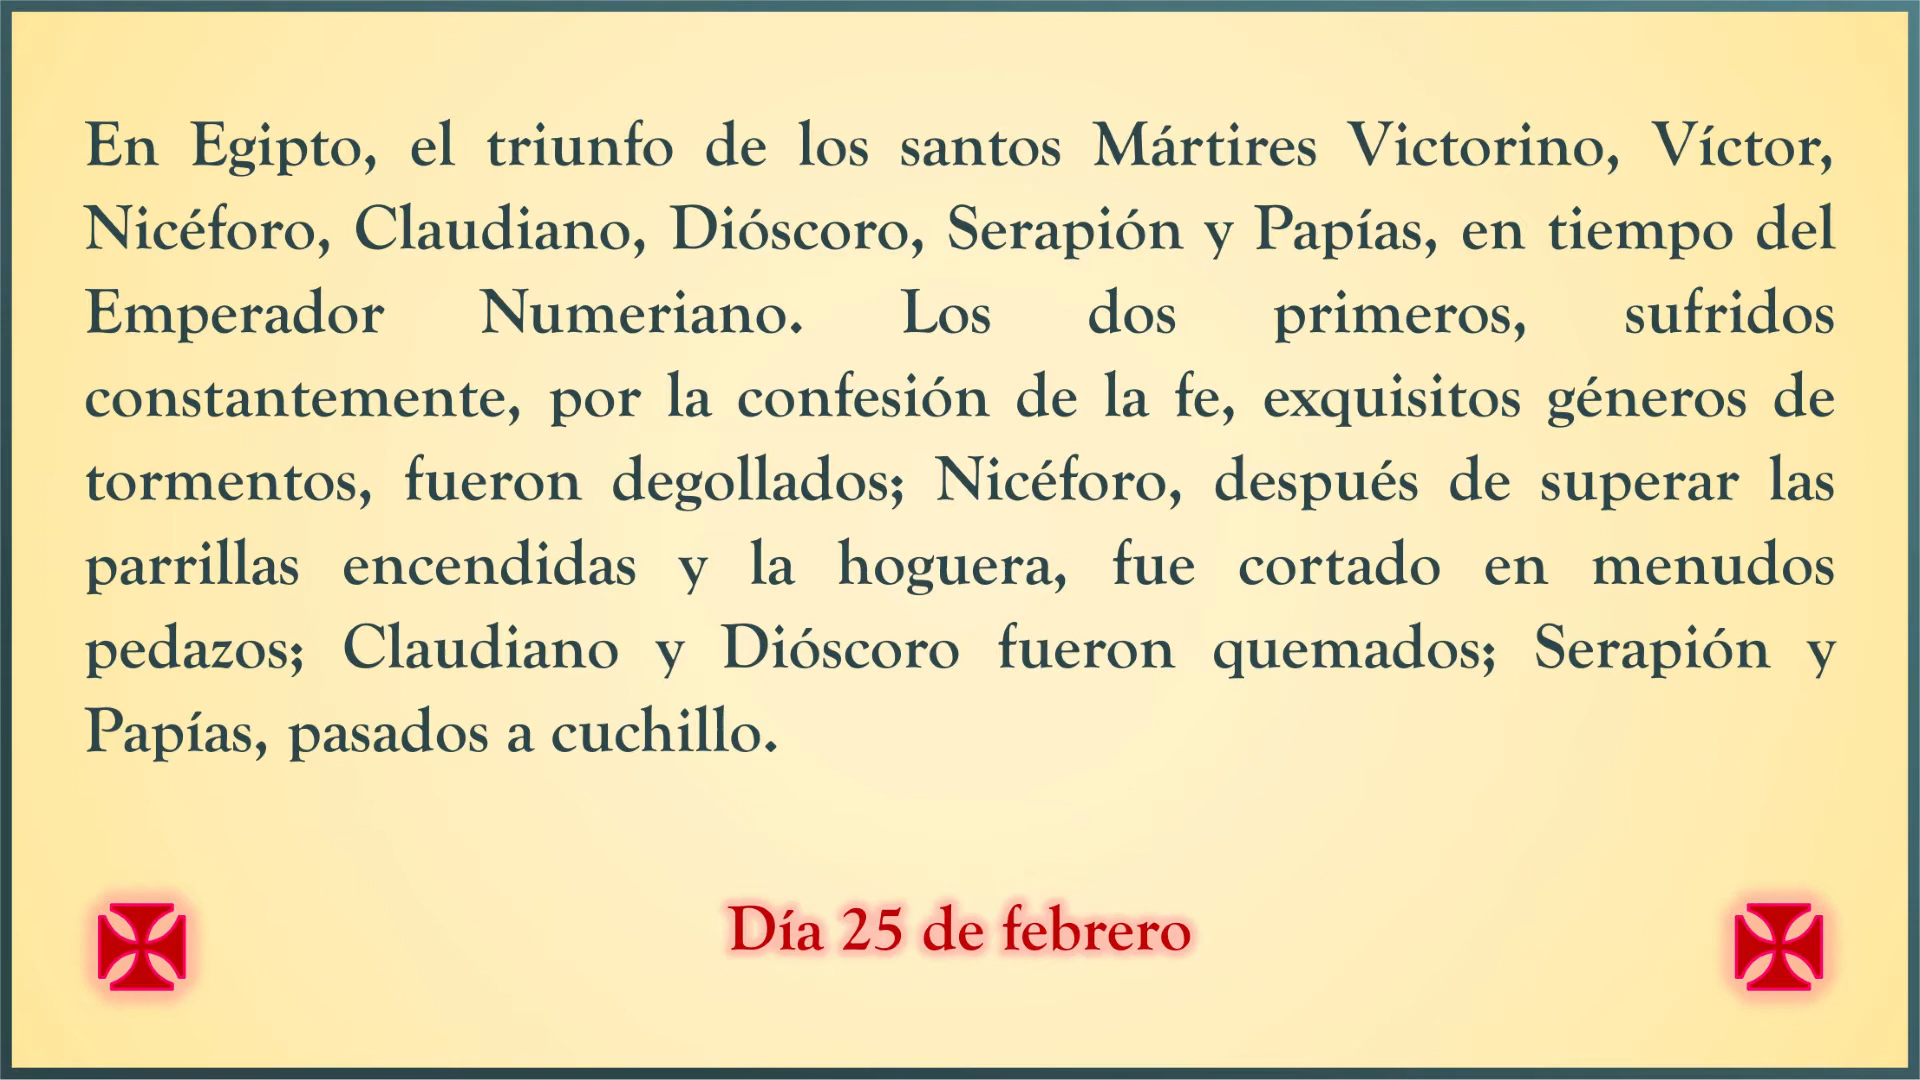 En Egipto, el triunfo de los santos Mártires Victorino, Víctor,
Nicéforo, Claudiano, Dióscoro, Serapión y Papías, en tiempo del
Emperador Numeriano. Los dos primeros, sufridos
constantemente, por la confesión de la fe, exquisitos géneros de
tormentos, fueron degollados; Nicéforo, después de superar las
parrillas encendidas y la hoguera, fue cortado en menudos
pedazos; Claudiano y Dióscoro fueron quemados; Serapión y
Papías, pasados a cuchillo.
Día 25 de febrero